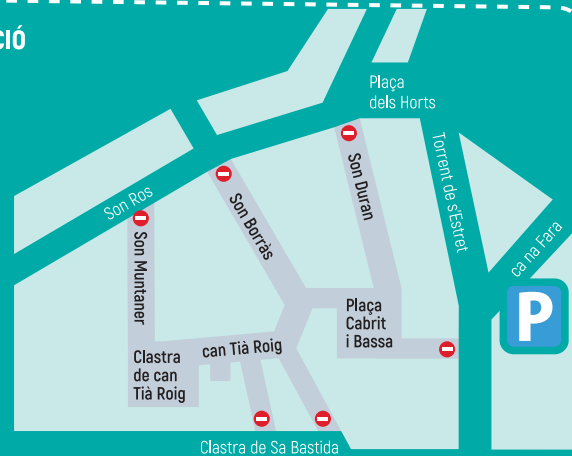 CIÓ
Plaça
dels Horts
Son Ros
Son Borràs
Son Duran
Torrent de s'Estret
ca na Fara
Son Muntaner
Plaça
Cabrit
i Bassa
P
can Tià Roig
Clastra
de can
Tià Roig
Clastra de Sa Bastida